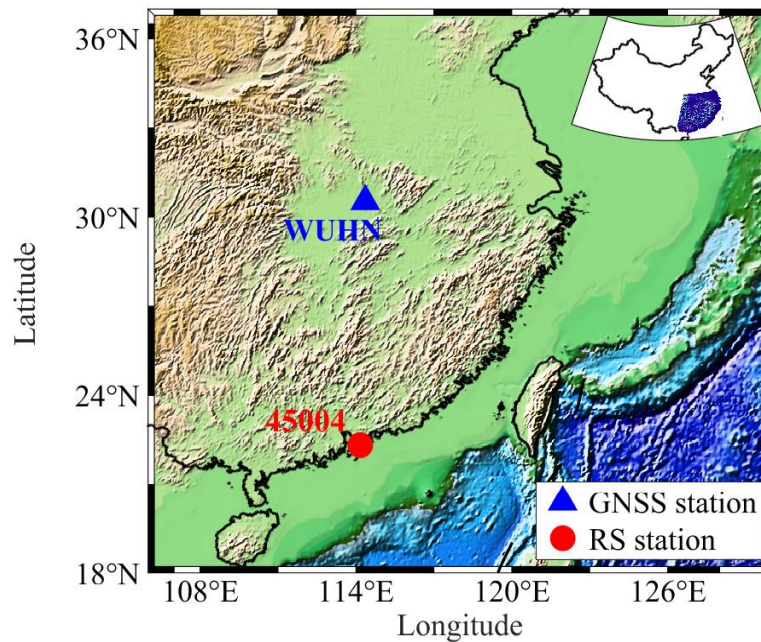 36°N
30°N
24°N
18°N
Latitude
WUHN
45004
GNSS station
RS station
108°E
114°E
120°E
126°E
Longitude